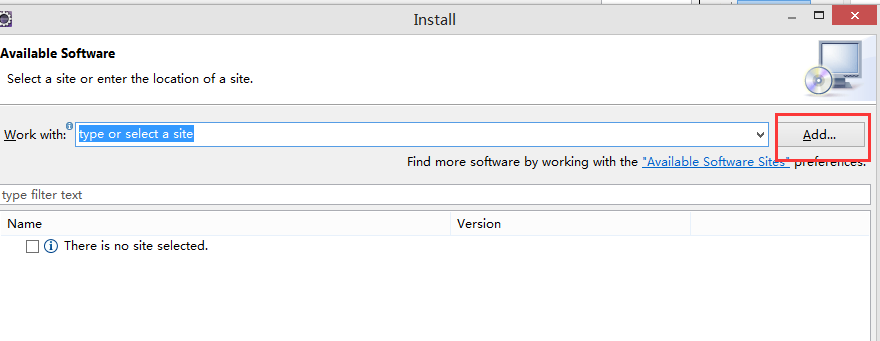 Install
Available Software
Select a site or enter the location of a site.
Work with: type or select a site Add...
Find more software by working with the "Available Software Sites" preferences.
type filter text
Name Version
There is no site selected.